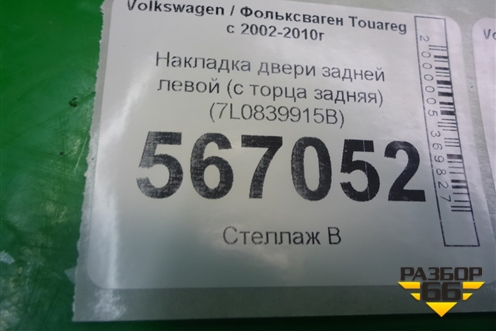 Volkswagen / Фольксваген Touareg
с 2002-2010г
Накладка двери задней
левой (с торца задняя)
(7L0839915B)
567052
Стеллаж В
2000005369827
РАЗБОР
66